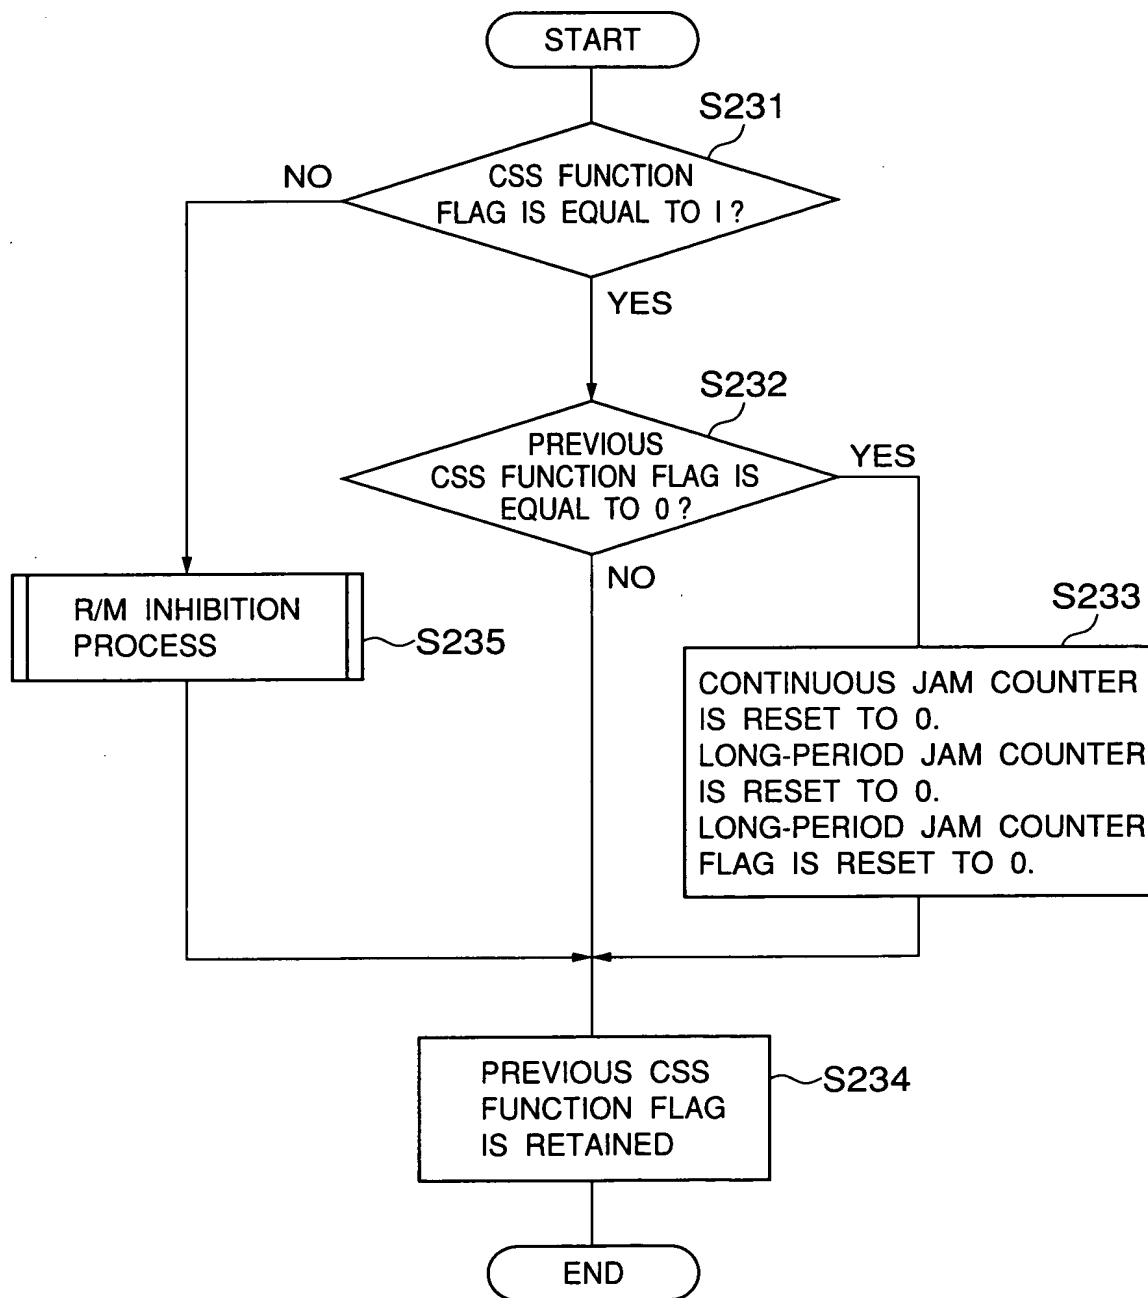 START
S231
NO
CSS FUNCTION
FLAG IS EQUAL TO I ?
YES
S232
PREVIOUS
CSS FUNCTION FLAG IS
EQUAL TO 0 ?
YES
NO
R/M INHIBITION
PROCESS
S235
S233
CONTINUOUS JAM COUNTER
IS RESET TO 0.
LONG-PERIOD JAM COUNTER
IS RESET TO 0.
LONG-PERIOD JAM COUNTER
FLAG IS RESET TO 0.
PREVIOUS CSS
FUNCTION FLAG
IS RETAINED
S234
END